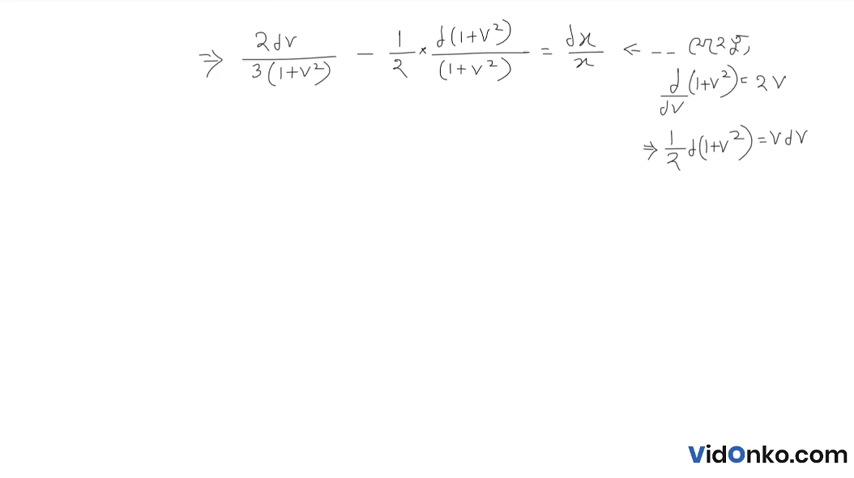 ⇒ 2dv/3(1+v²) − 1/2 × d(1+v²)/(1+v²) = dx/x ← --
d/dv (1+v²) = 2v
⇒ 1/2 d(1+v²) = vdv
VidOnko.com